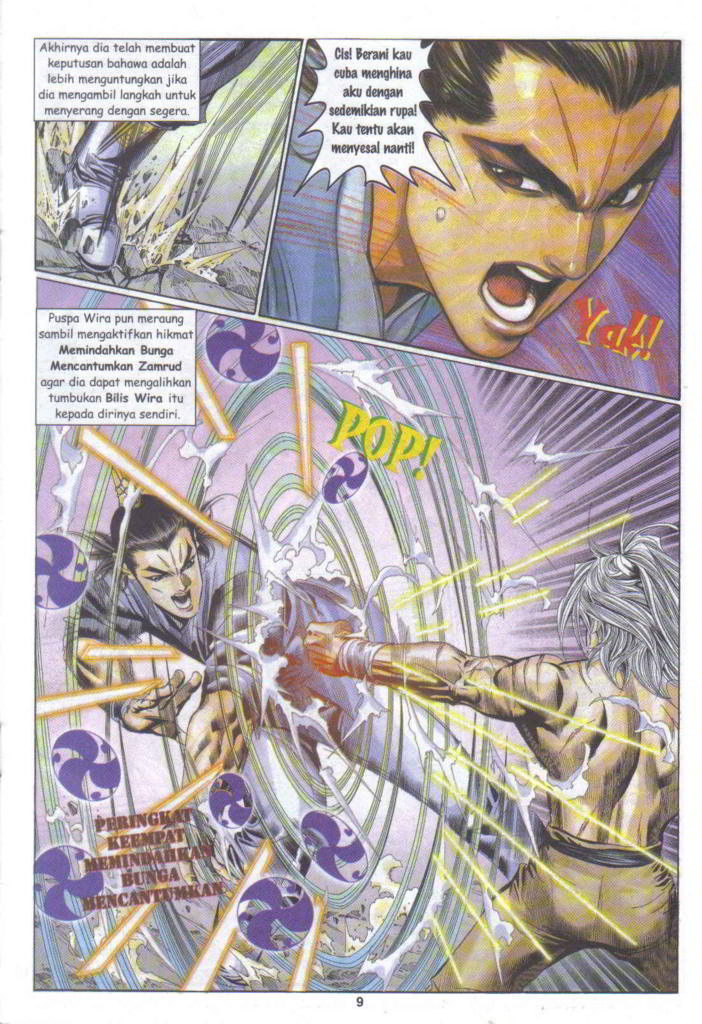 Akhirnya dia telah membuat
keputusan bahawa adalah
lebih menguntungkan jika
dia mengambil langkah untuk
menyerang dengan segera.
Cis! Berani kau
cuba menghina
aku dengan
sedemikian rupa!
Kau tentu akan
menyesal nanti!
Yah!
Puspa Wira pun meraung
sambil mengaktifkan hikmat
Memindahkan Bunga
Mencantumkan Zamrud
agar dia dapat mengalihkan
tumbukan Bilis Wira itu
kepada dirinya sendiri.
POP!
PERINGKAT
KEEMPAT
MEMINDAHKAN
BUNGA
MENCANTUMKAN
9